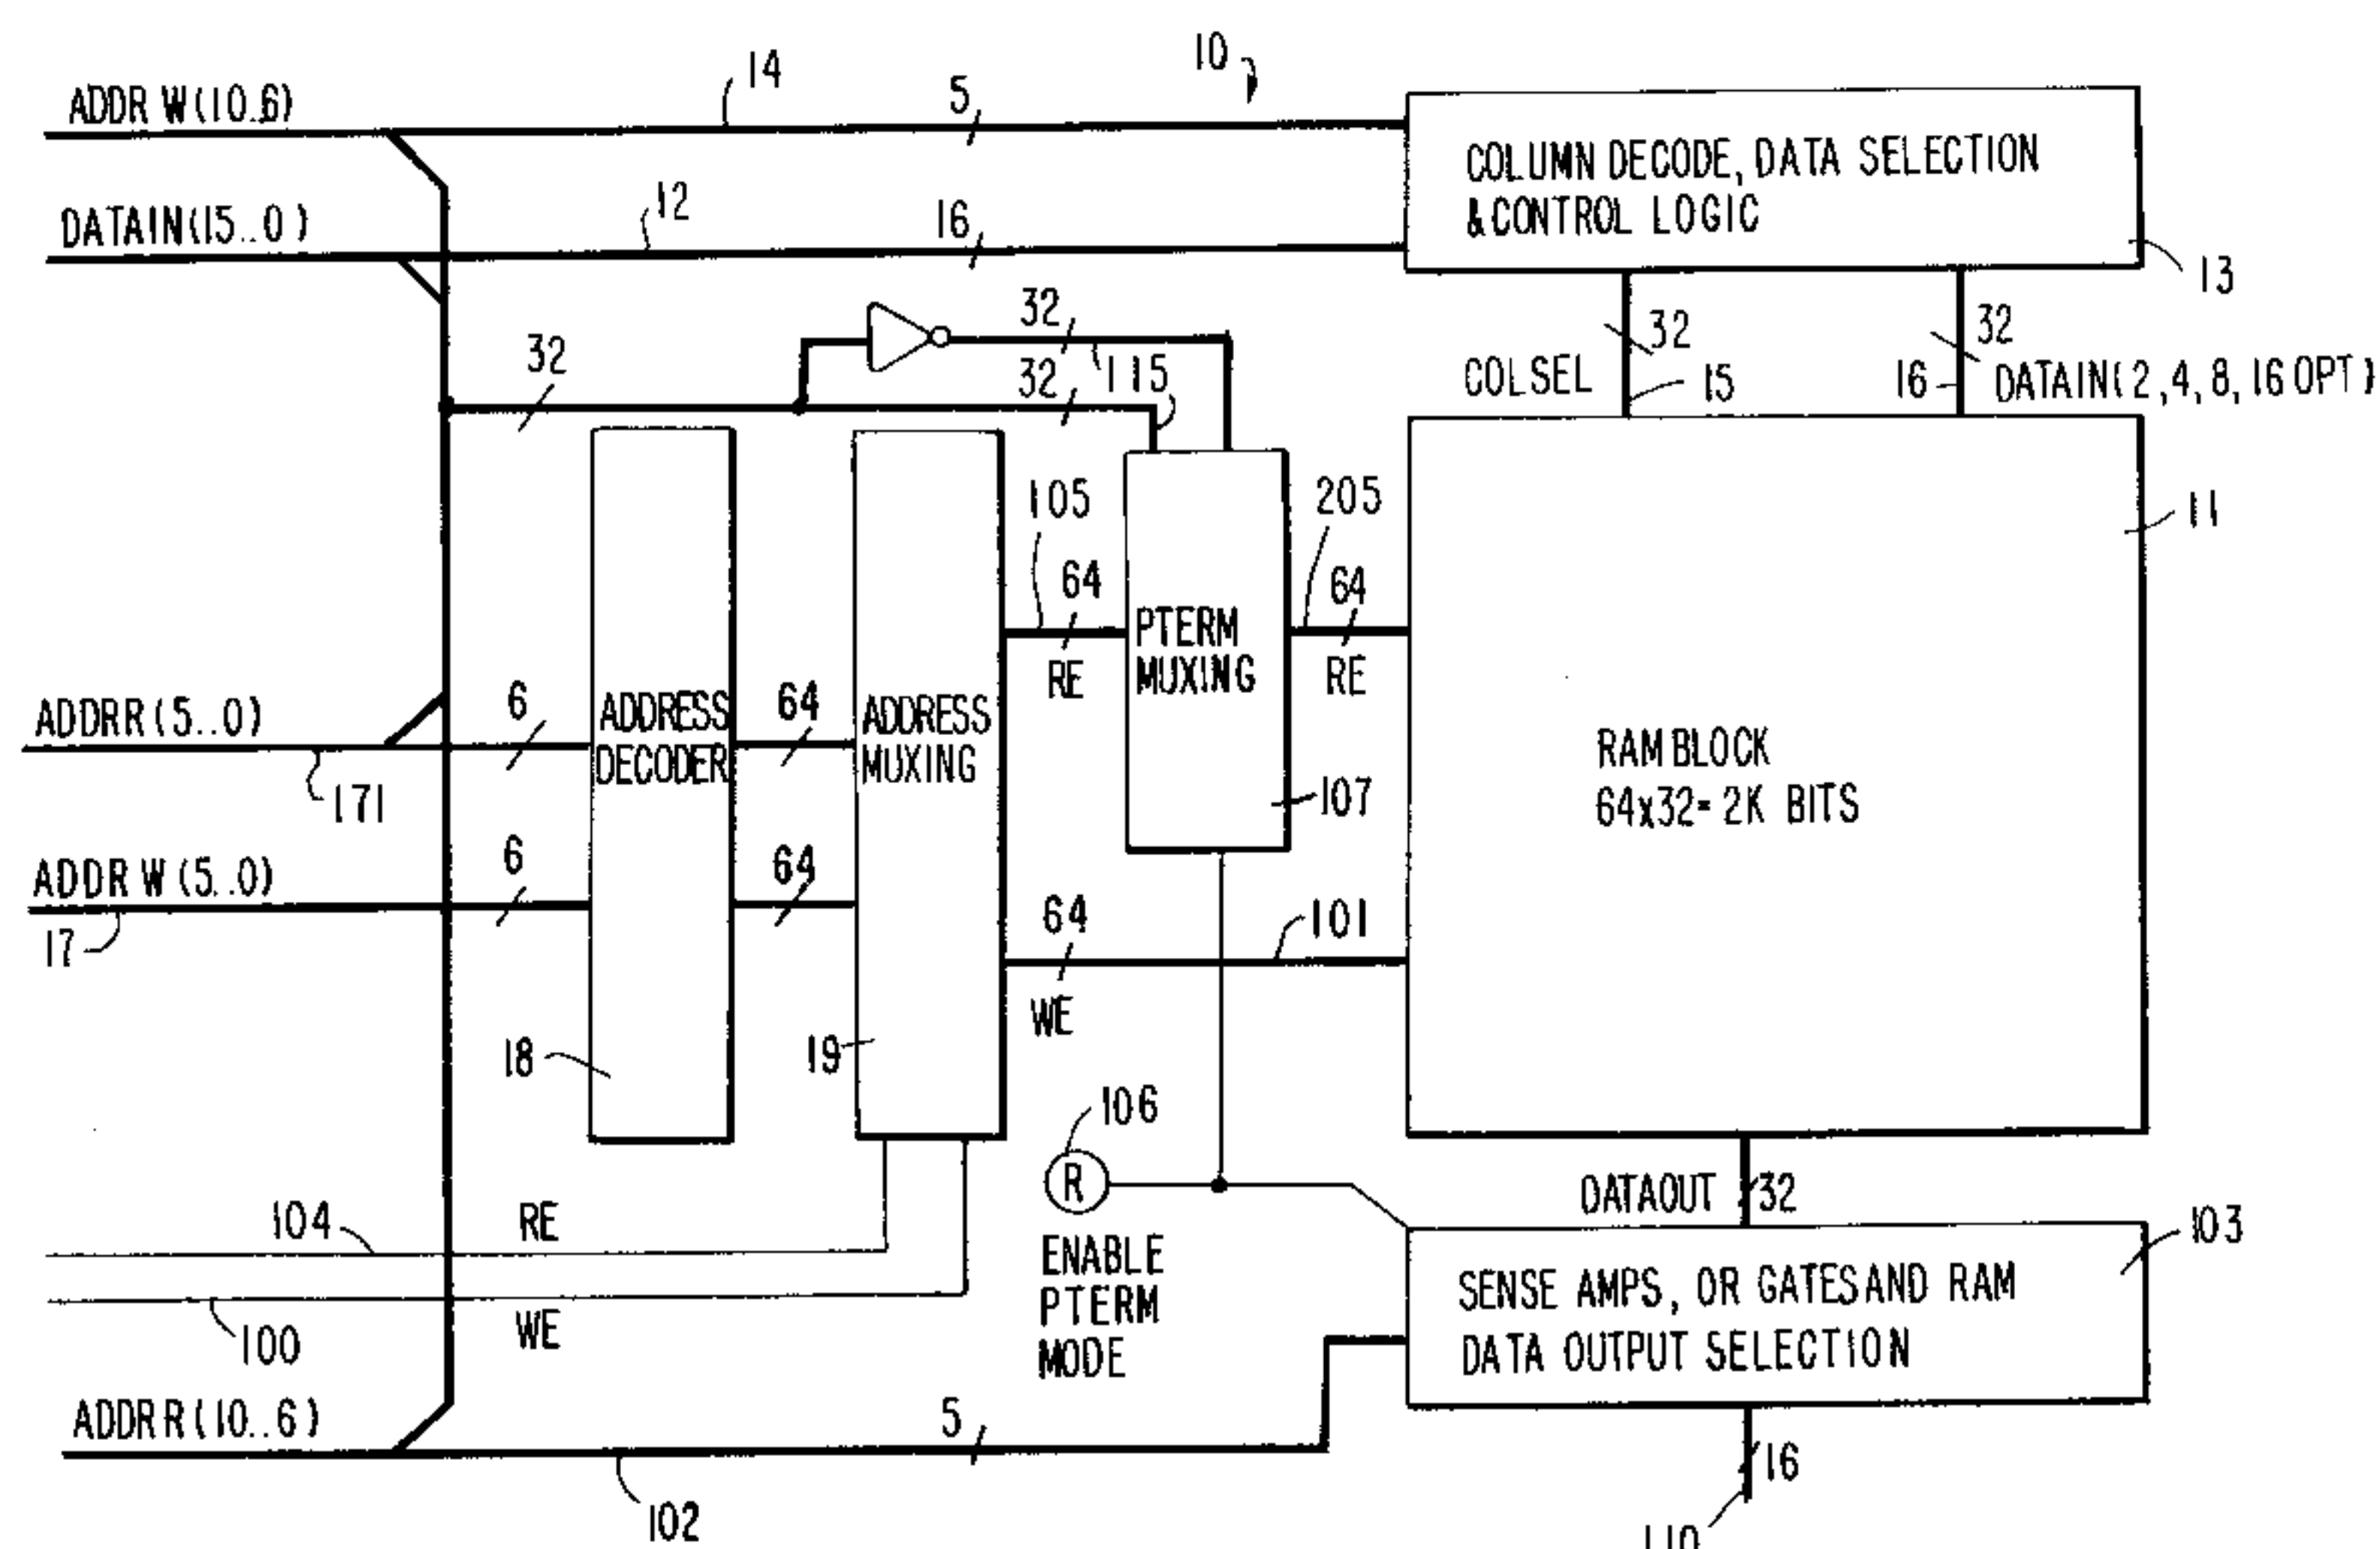 10
14
ADDR W(10..6)
5
COLUMN DECODE, DATA SELECTION
& CONTROL LOGIC
13
DATAIN(15..0)
12
16
32
32
115
32
32
COLSEL
15
32
16
DATAIN(2,4,8,16 OPT)
105
205
11
64
RE
PTERM
MUXING
64
RE
ADDRR(5..0)
171
6
ADDRESS
DECODER
64
ADDRESS
MUXING
107
RAM BLOCK
64x32= 2K BITS
ADDR W(5..0)
17
6
64
64
WE
101
18
19
106
R
ENABLE
PTERM
MODE
104
RE
100
WE
DATAOUT
32
103
SENSE AMPS, OR GATES AND RAM
DATA OUTPUT SELECTION
ADDR R(10..6)
5
102
16
110